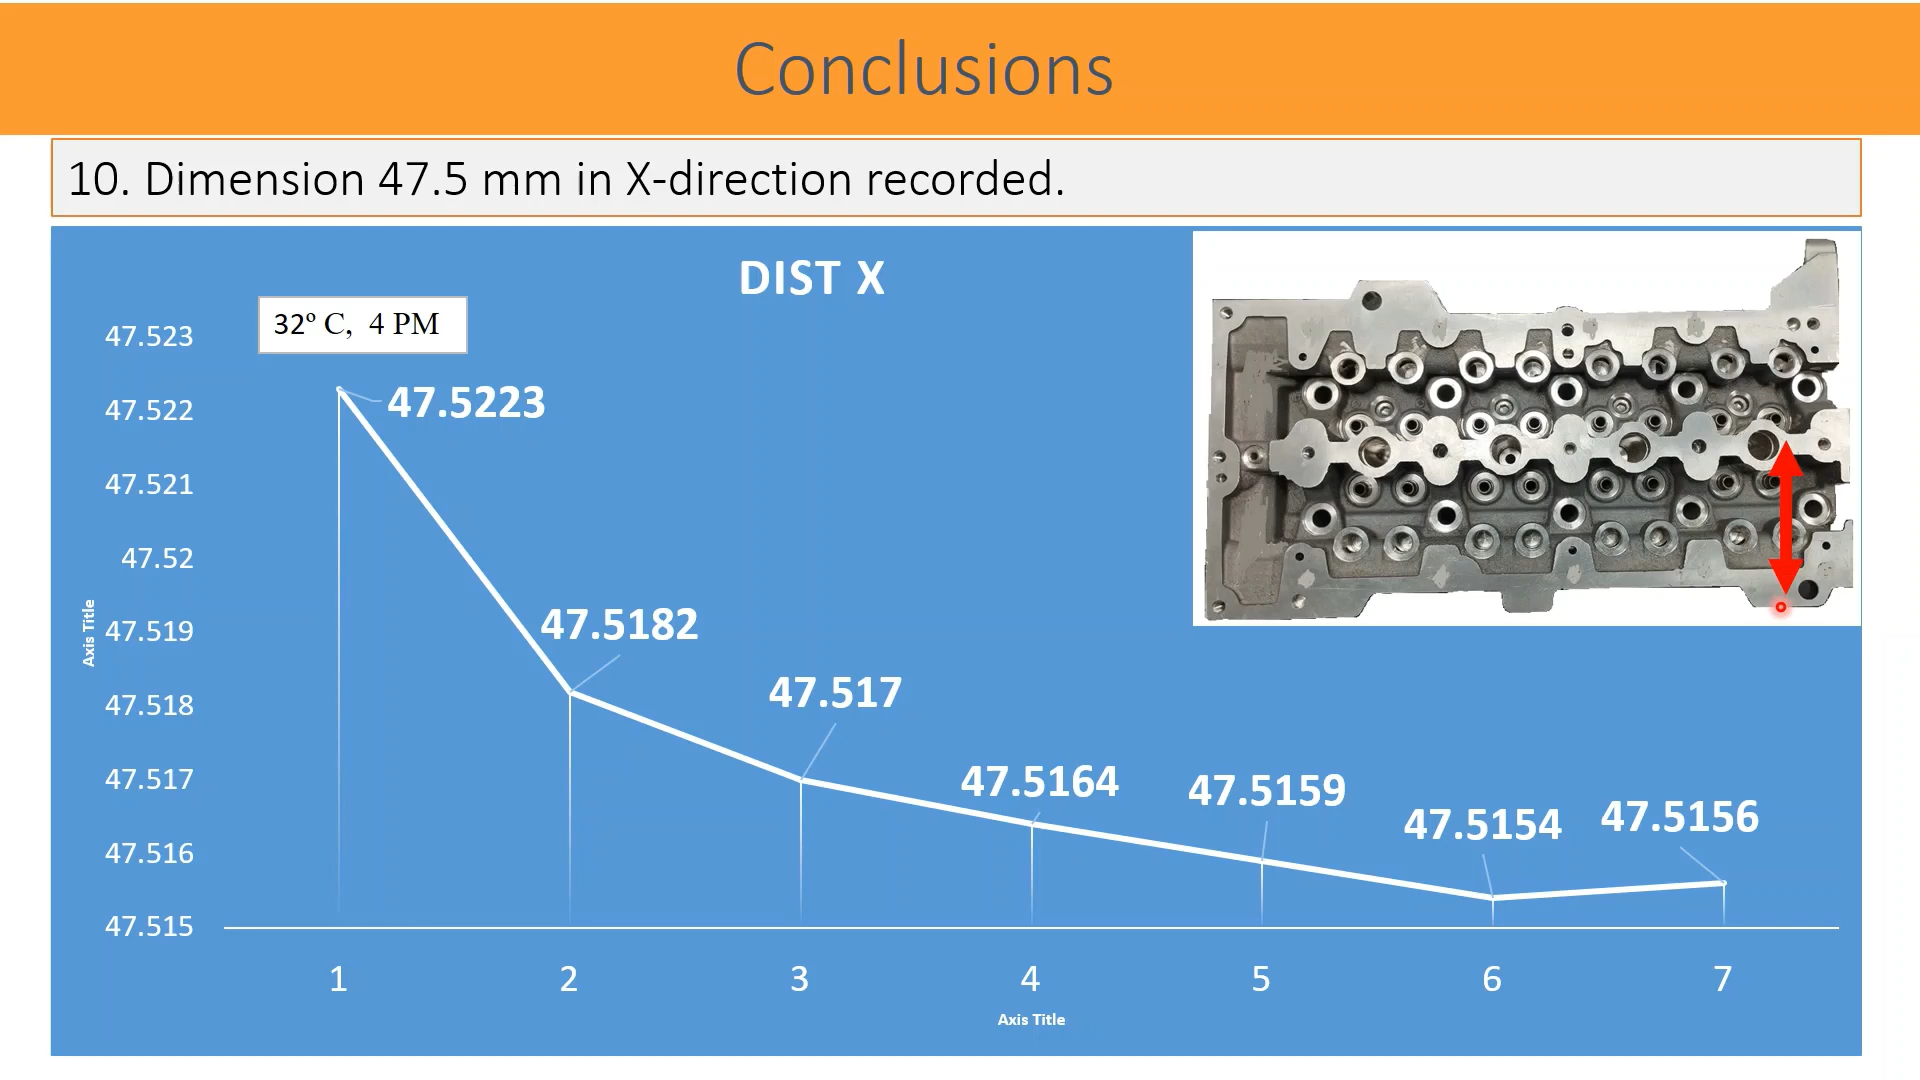 Conclusions
10. Dimension 47.5 mm in X-direction recorded.
DIST X
32º C, 4 PM
47.523
47.522
47.521
47.52
47.519
47.518
47.517
47.516
47.515
Axis Title
47.5223
47.5182
47.517
47.5164
47.5159
47.5154
47.5156
1 2 3 4 5 6 7
Axis Title